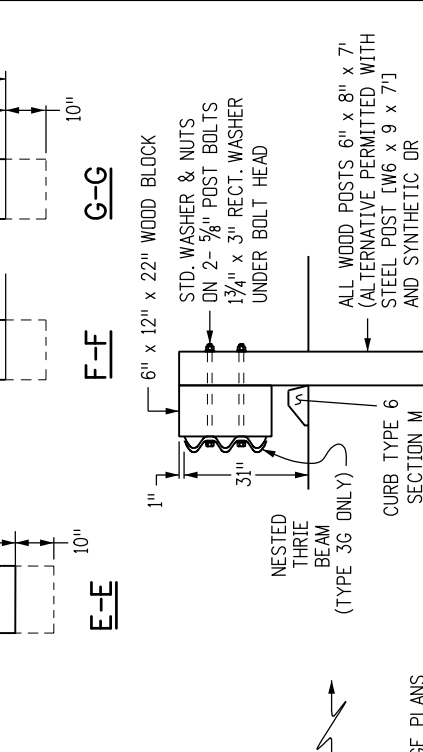 10"
10"
E-E
F-F
G-G
6" x 12" x 22" WOOD BLOCK
STD. WASHER & NUTS
ON 2- 5/8" POST BOLTS
1 3/4" x 3" RECT. WASHER
UNDER BOLT HEAD
1"
31"
NESTED
THRIE
BEAM
(TYPE 3G ONLY)
CURB TYPE 6
SECTION M
ALL WOOD POSTS 6" x 8" x 7'
(ALTERNATIVE PERMITTED WITH
STEEL POST [W6 x 9 x 7']
AND SYNTHETIC OR
PLANS